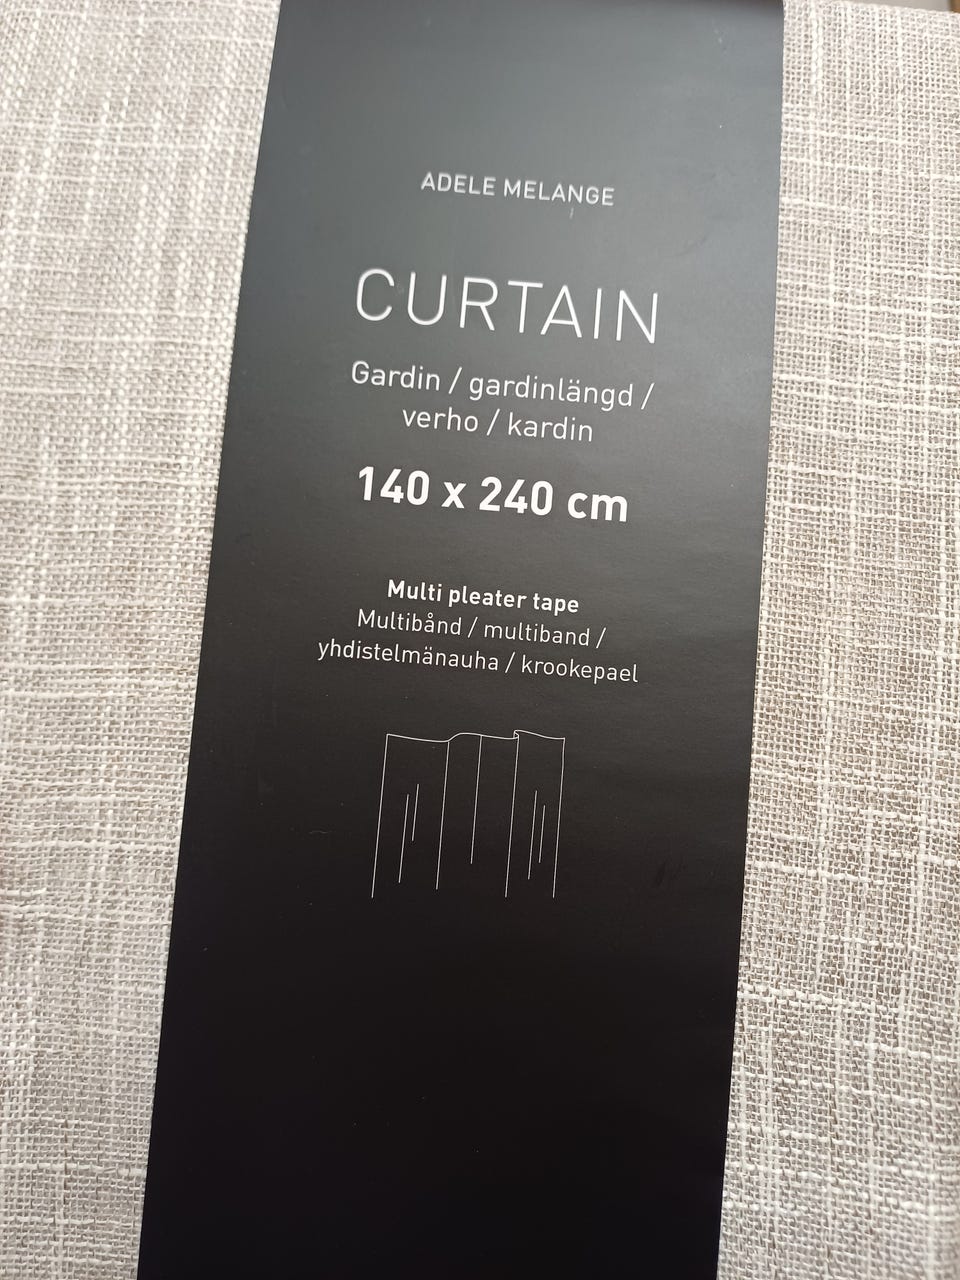 ADELE MELANGE
CURTAIN
Gardin / gardinlängd /
verho / kardin
140 x 240 cm
Multi pleater tape
Multibånd / multiband /
yhdistelmänauha / krookepael